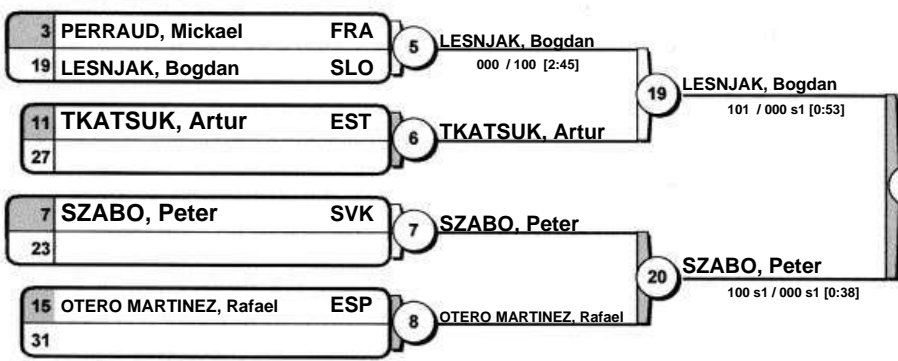 3 PERRAUD, Mickael FRA
19 LESNJAK, Bogdan SLO
5
LESNJAK, Bogdan
000 / 100 [2:45]
11 TKATSUK, Artur EST
27
6
TKATSUK, Artur
19
LESNJAK, Bogdan
101 / 000 s1 [0:53]
7 SZABO, Peter SVK
23
7
SZABO, Peter
15 OTERO MARTINEZ, Rafael ESP
31
8
OTERO MARTINEZ, Rafael
20
SZABO, Peter
100 s1 / 000 s1 [0:38]